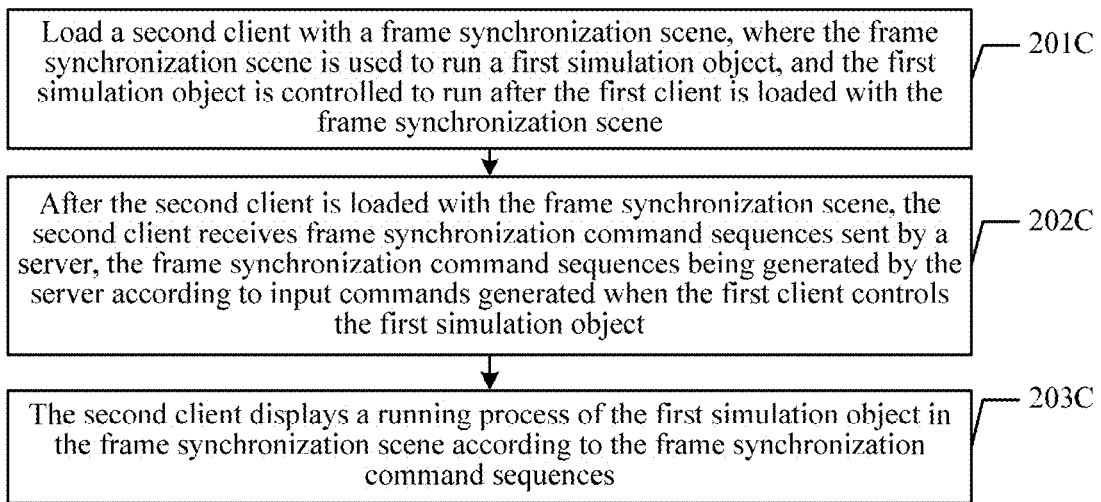 Load a second client with a frame synchronization scene, where the frame
synchronization scene is used to run a first simulation object, and the first
simulation object is controlled to run after the first client is loaded with the
frame synchronization scene
201C
After the second client is loaded with the frame synchronization scene, the
second client receives frame synchronization command sequences sent by a
server, the frame synchronization command sequences being generated by the
server according to input commands generated when the first client controls
the first simulation object
202C
The second client displays a running process of the first simulation object in
the frame synchronization scene according to the frame synchronization
command sequences
203C